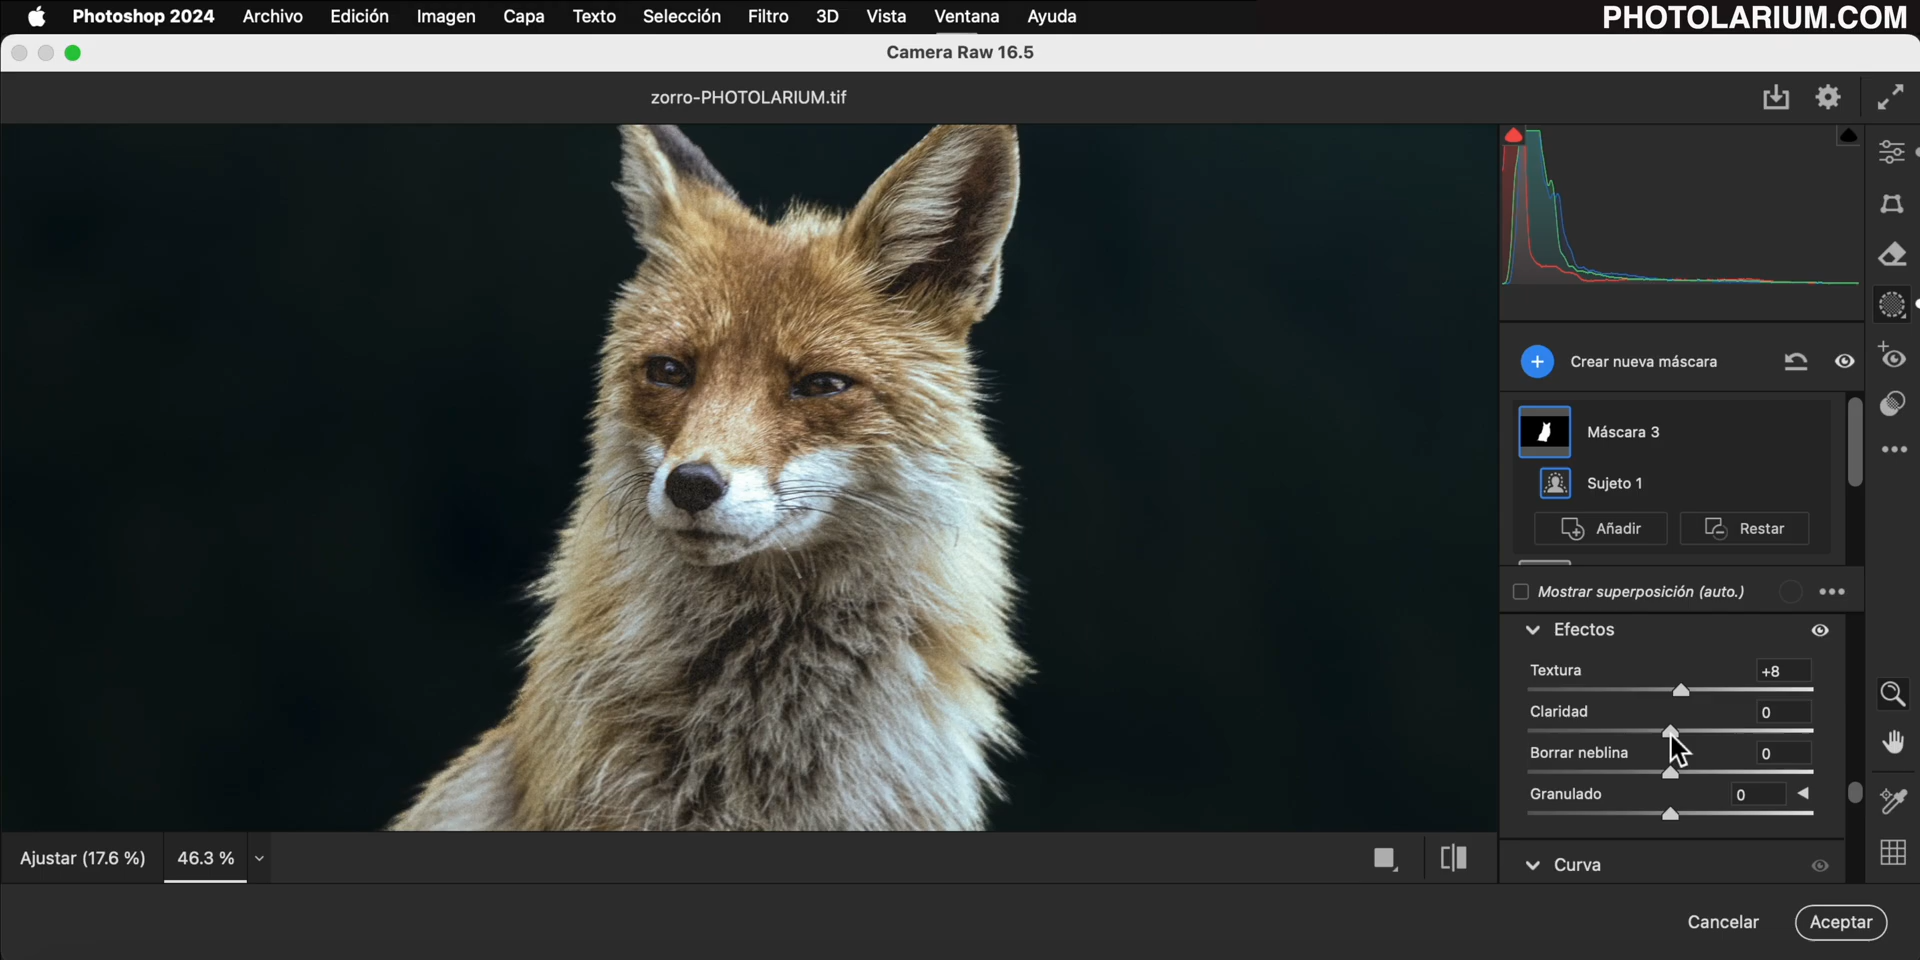 Photoshop 2024 Archivo Edición Imagen Capa Texto Selección Filtro 3D Vista Ventana Ayuda
PHOTOLARIUM.COM
Camera Raw 16.5
zorro-PHOTOLARIUM.tif
Crear nueva máscara
Máscara 3
Sujeto 1
Añadir Restar
Mostrar superposición (auto.)
Efectos
Textura +8
Claridad 0
Borrar neblina 0
Granulado 0
Curva
Ajustar (17.6 %) 46.3 %
Cancelar Aceptar